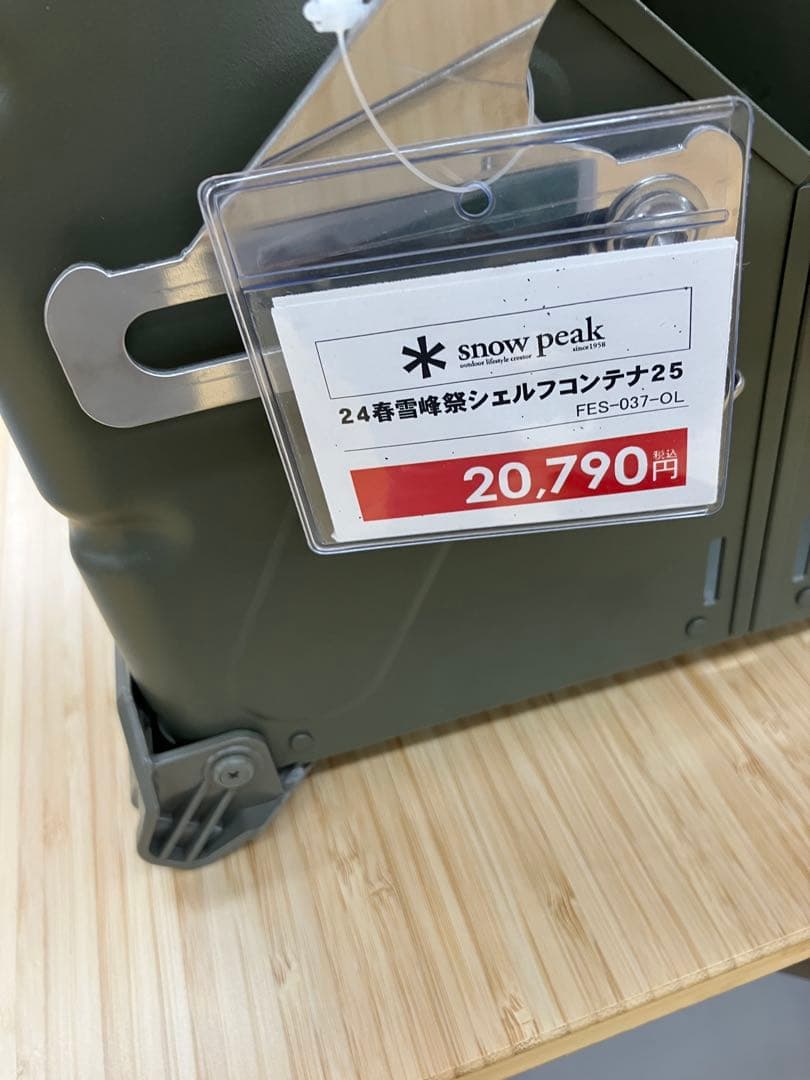 snow peak
outdoor lifestyle creator
since1958
24春雪峰祭シェルフコンテナ25
FES-037-OL
20,790税込円